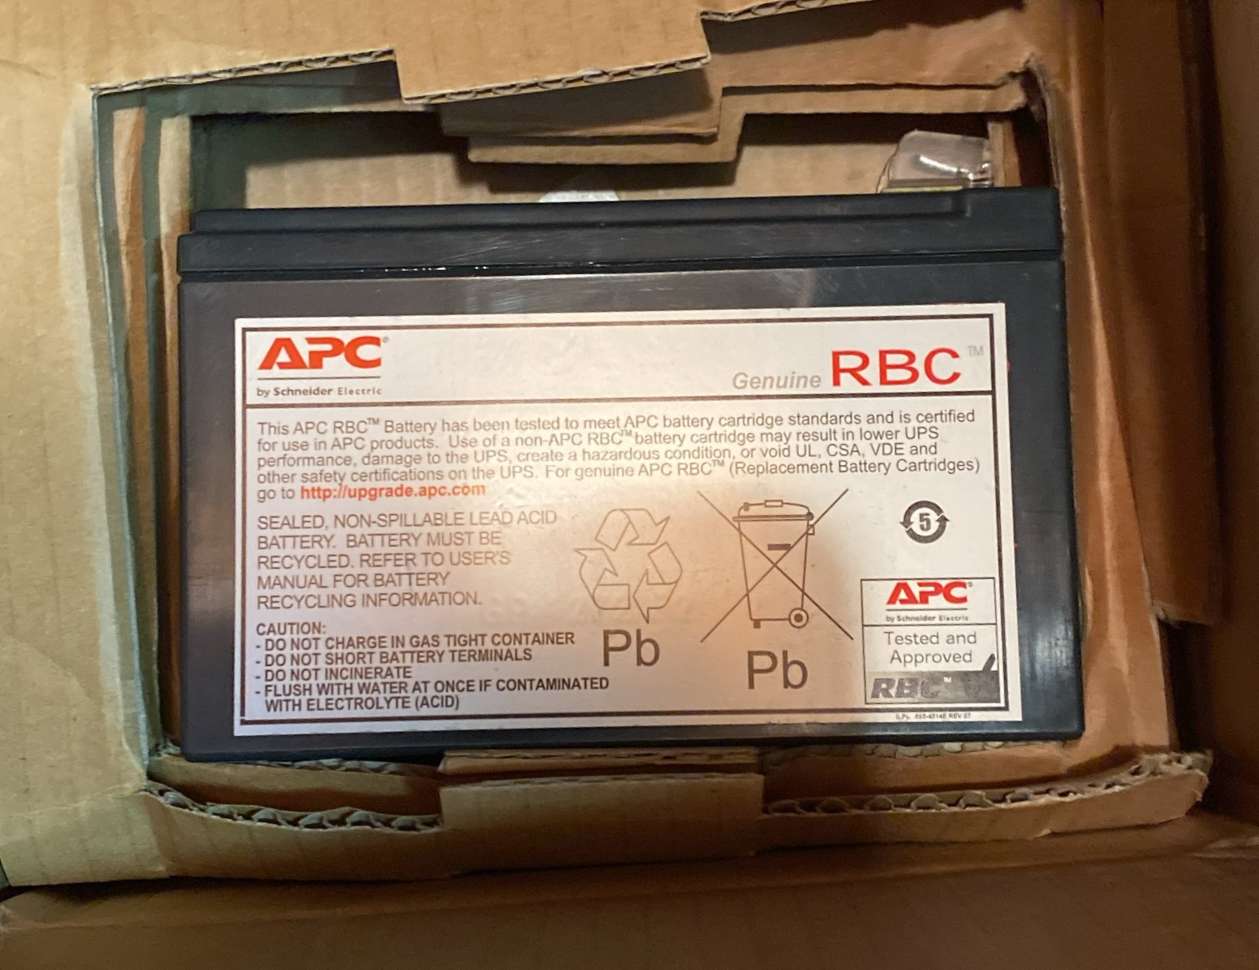 APC®
by Schneider Electric
Genuine RBC™
This APC RBC™ Battery has been tested to meet APC battery cartridge standards and is certified
for use in APC products. Use of a non-APC RBC™ battery cartridge may result in lower UPS
performance, damage to the UPS, create a hazardous condition, or void UL, CSA, VDE and
other safety certifications on the UPS. For genuine APC RBC™ (Replacement Battery Cartridges)
go to http://upgrade.apc.com
SEALED, NON-SPILLABLE LEAD ACID
BATTERY. BATTERY MUST BE
RECYCLED. REFER TO USER'S
MANUAL FOR BATTERY
RECYCLING INFORMATION.
CAUTION:
- DO NOT CHARGE IN GAS TIGHT CONTAINER
- DO NOT SHORT BATTERY TERMINALS
- DO NOT INCINERATE
- FLUSH WITH WATER AT ONCE IF CONTAMINATED
WITH ELECTROLYTE (ACID)
Pb
Pb
5
APC®
by Schneider Electric
Tested and
Approved
RBC™